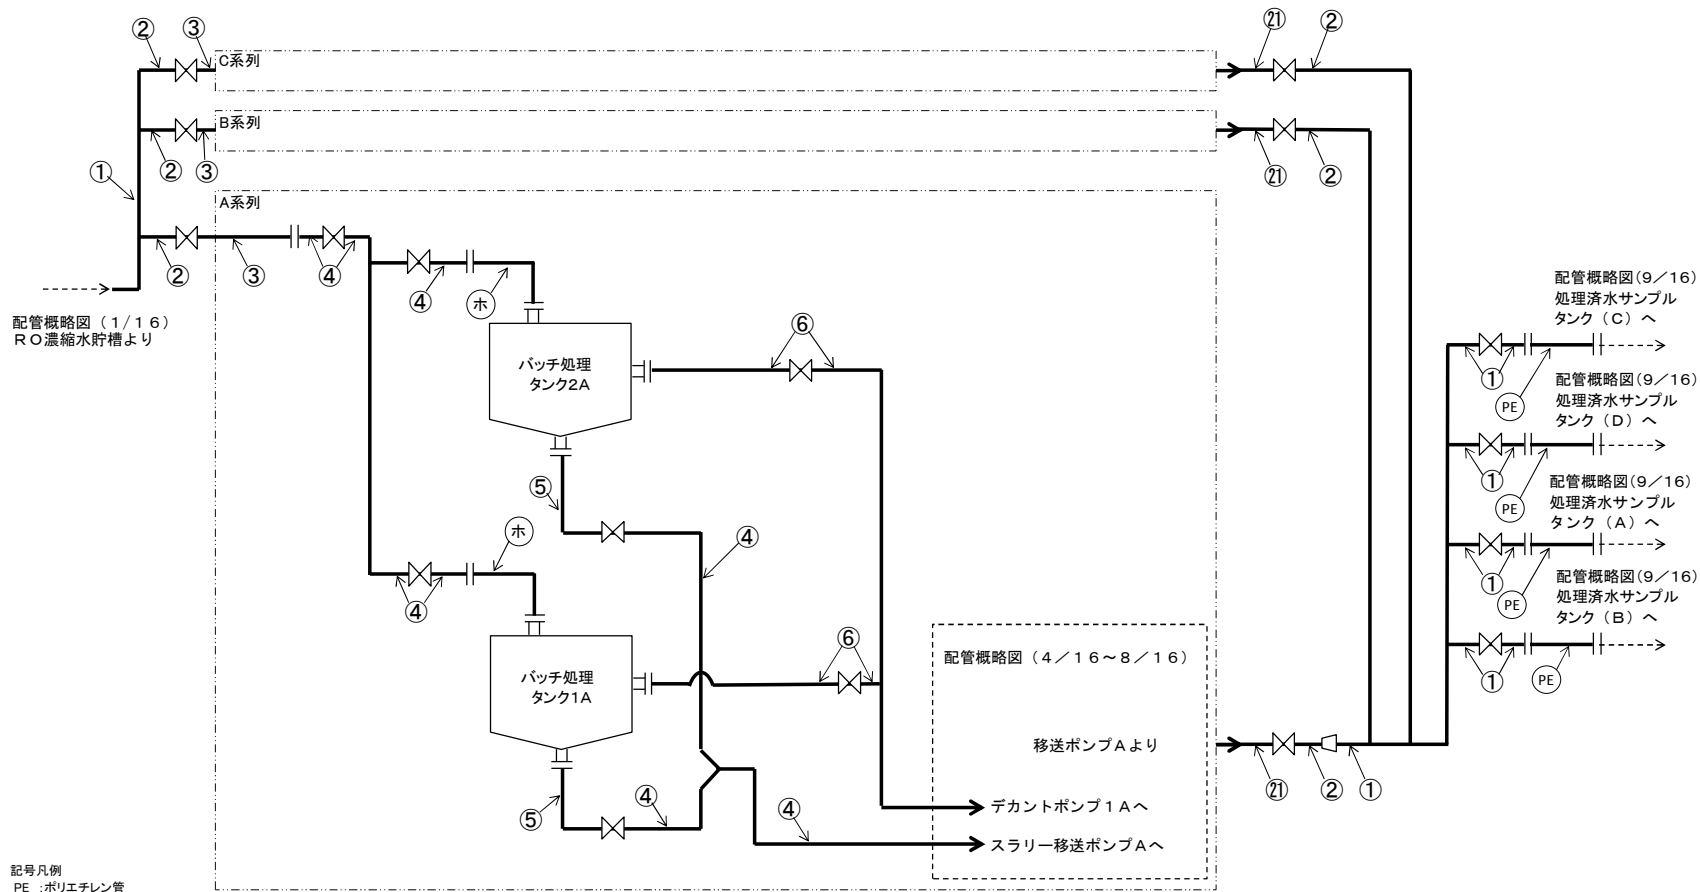 ② ③
C系列
㉑ ②
B系列
② ③
㉑ ②
①
A系列
② ③ ④
④ ホ
配管概略図（1/16）
ＲＯ濃縮水貯槽より
バッチ処理
タンク2A
⑥
⑤
ホ
④
④
バッチ処理
タンク1A
⑥
⑤
④
④
配管概略図（４／１６～８／１６）
移送ポンプAより
デカントポンプ１Aへ
スラリー移送ポンプAへ
㉑ ② ①
配管概略図(９／１６)
処理済水サンプル
タンク（C）へ
①
PE
配管概略図(９／１６)
処理済水サンプル
タンク（D）へ
①
PE
配管概略図(９／１６)
処理済水サンプル
タンク（A）へ
①
PE
配管概略図(９／１６)
処理済水サンプル
タンク（B）へ
①
PE
記号凡例
PE :ポリエチレン管